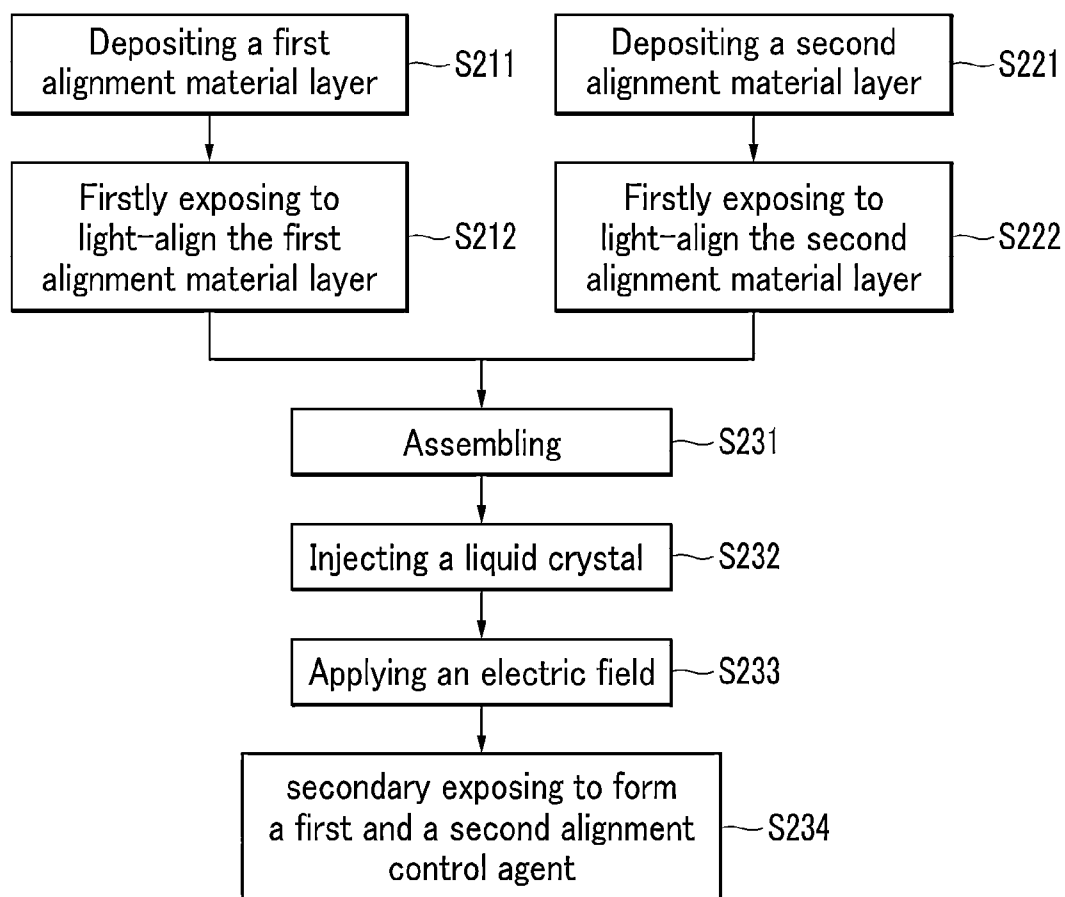 Depositing a first
alignment material layer
S211
Depositing a second
alignment material layer
S221
Firstly exposing to
light-align the first
alignment material layer
S212
Firstly exposing to
light-align the second
alignment material layer
S222
Assembling
S231
Injecting a liquid crystal
S232
Applying an electric field
S233
secondary exposing to form
a first and a second alignment
control agent
S234